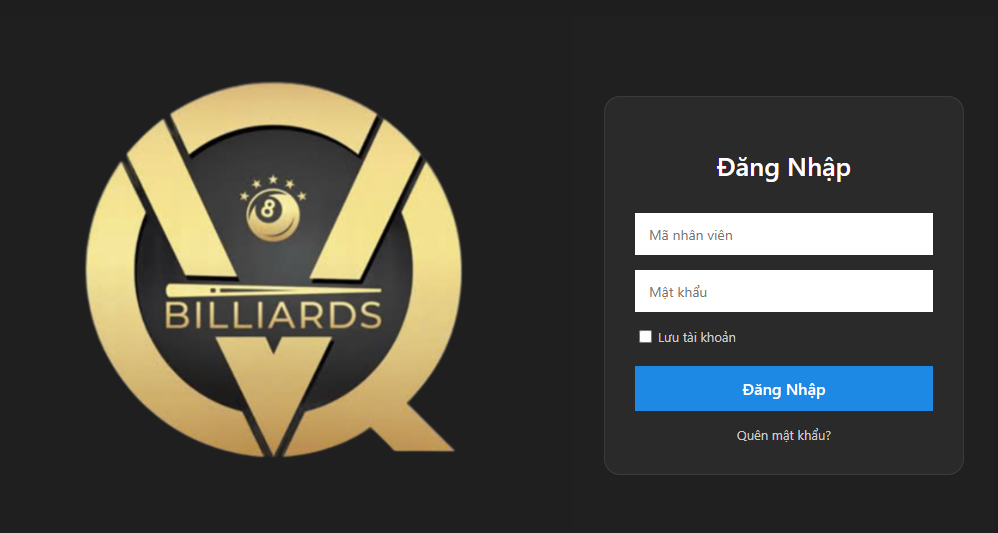 8
BILLIARDS
Đăng Nhập
Mã nhân viên
Mật khẩu
Lưu tài khoản
Đăng Nhập
Quên mật khẩu?